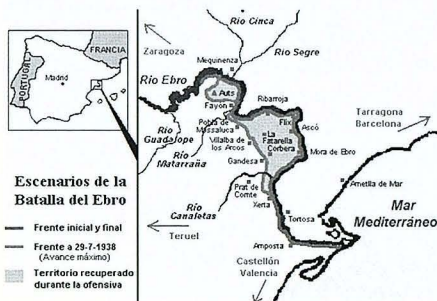 FRANCIA
PORTUGAL
Madrid
Escenarios de la
Batalla del Ebro
Frente inicial y final
Frente a 29-7-1938
(Avance máximo)
Territorio recuperado
durante la ofensiva
Río Cinca
Zaragoza
Río Segre
Mequinenza
Río Ebro
Auts
Ribarroja
Fayón
Flix
Ascó
Río
Guadalope
Pobla de
Massaluca
La
Fatarella
Tarragona
Barcelona
Villalba de
los Arcos
Corbera
Río
Matarraña
Gandesa
Mora de Ebro
Prat de
Comte
Ametlla de Mar
Río
Canaletas
Xerta
Mar
Mediterráneo
Tortosa
Teruel
Amposta
Castellón
Valencia